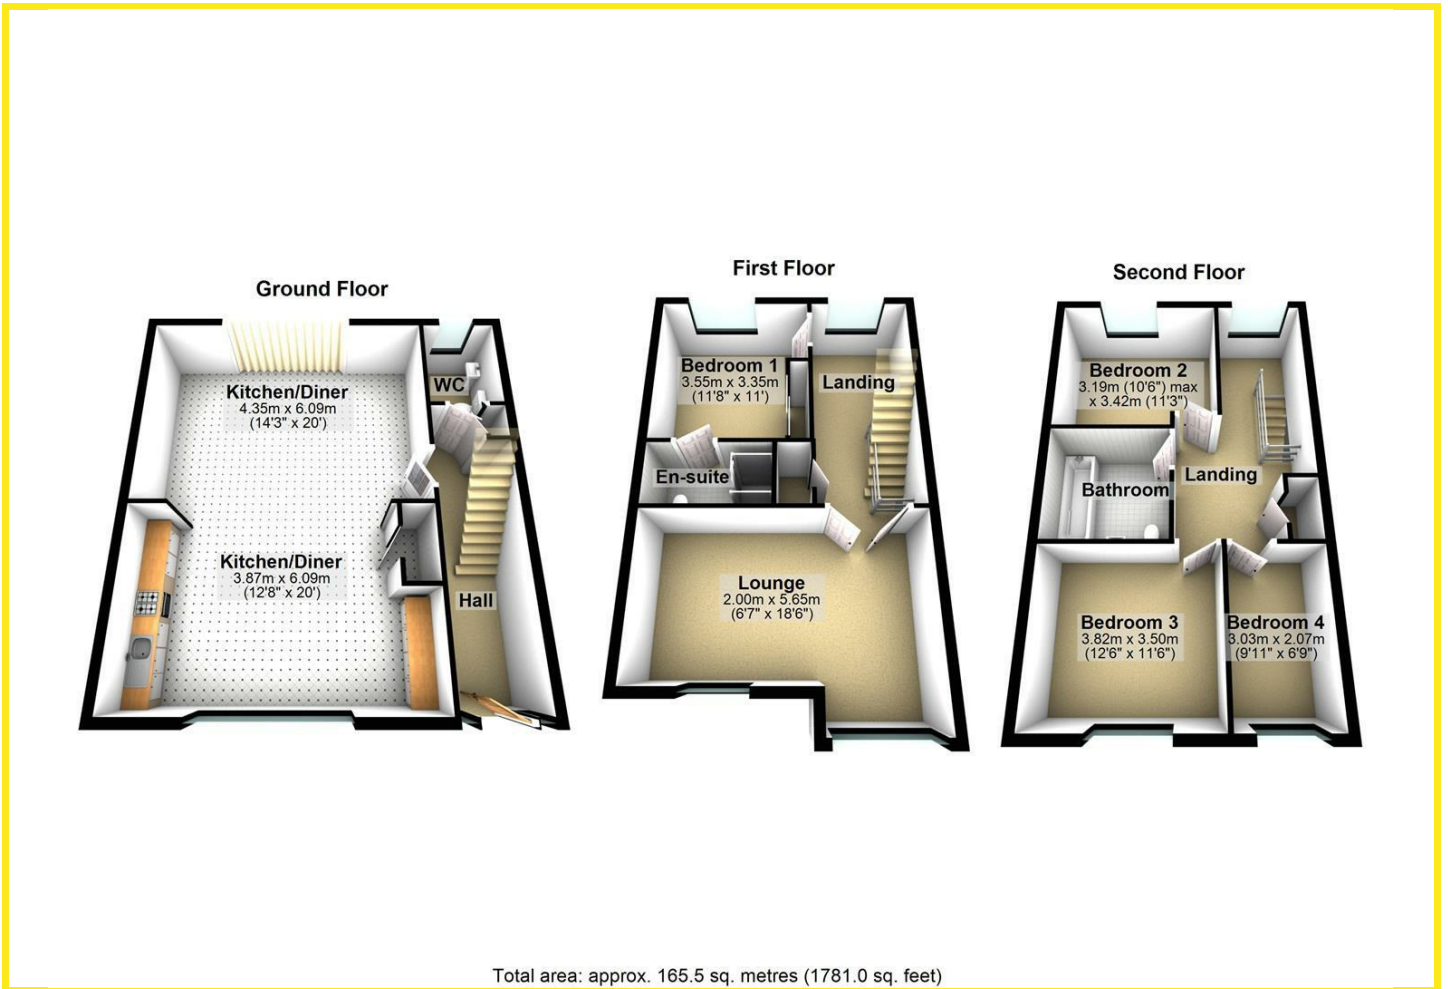 Ground Floor
Kitchen/Diner
4.35m x 6.09m
(14'3" x 20')
WC
Kitchen/Diner
3.87m x 6.09m
(12'8" x 20')
Hall
First Floor
Bedroom 1
3.55m x 3.35m
(11'8" x 11')
Landing
En-suite
Lounge
2.00m x 5.65m
(6'7" x 18'6")
Second Floor
Bedroom 2
3.19m (10'6") max
x 3.42m (11'3")
Landing
Bathroom
Bedroom 3
3.82m x 3.50m
(12'6" x 11'6")
Bedroom 4
3.03m x 2.07m
(9'11" x 6'9")
Total area: approx. 165.5 sq. metres (1781.0 sq. feet)